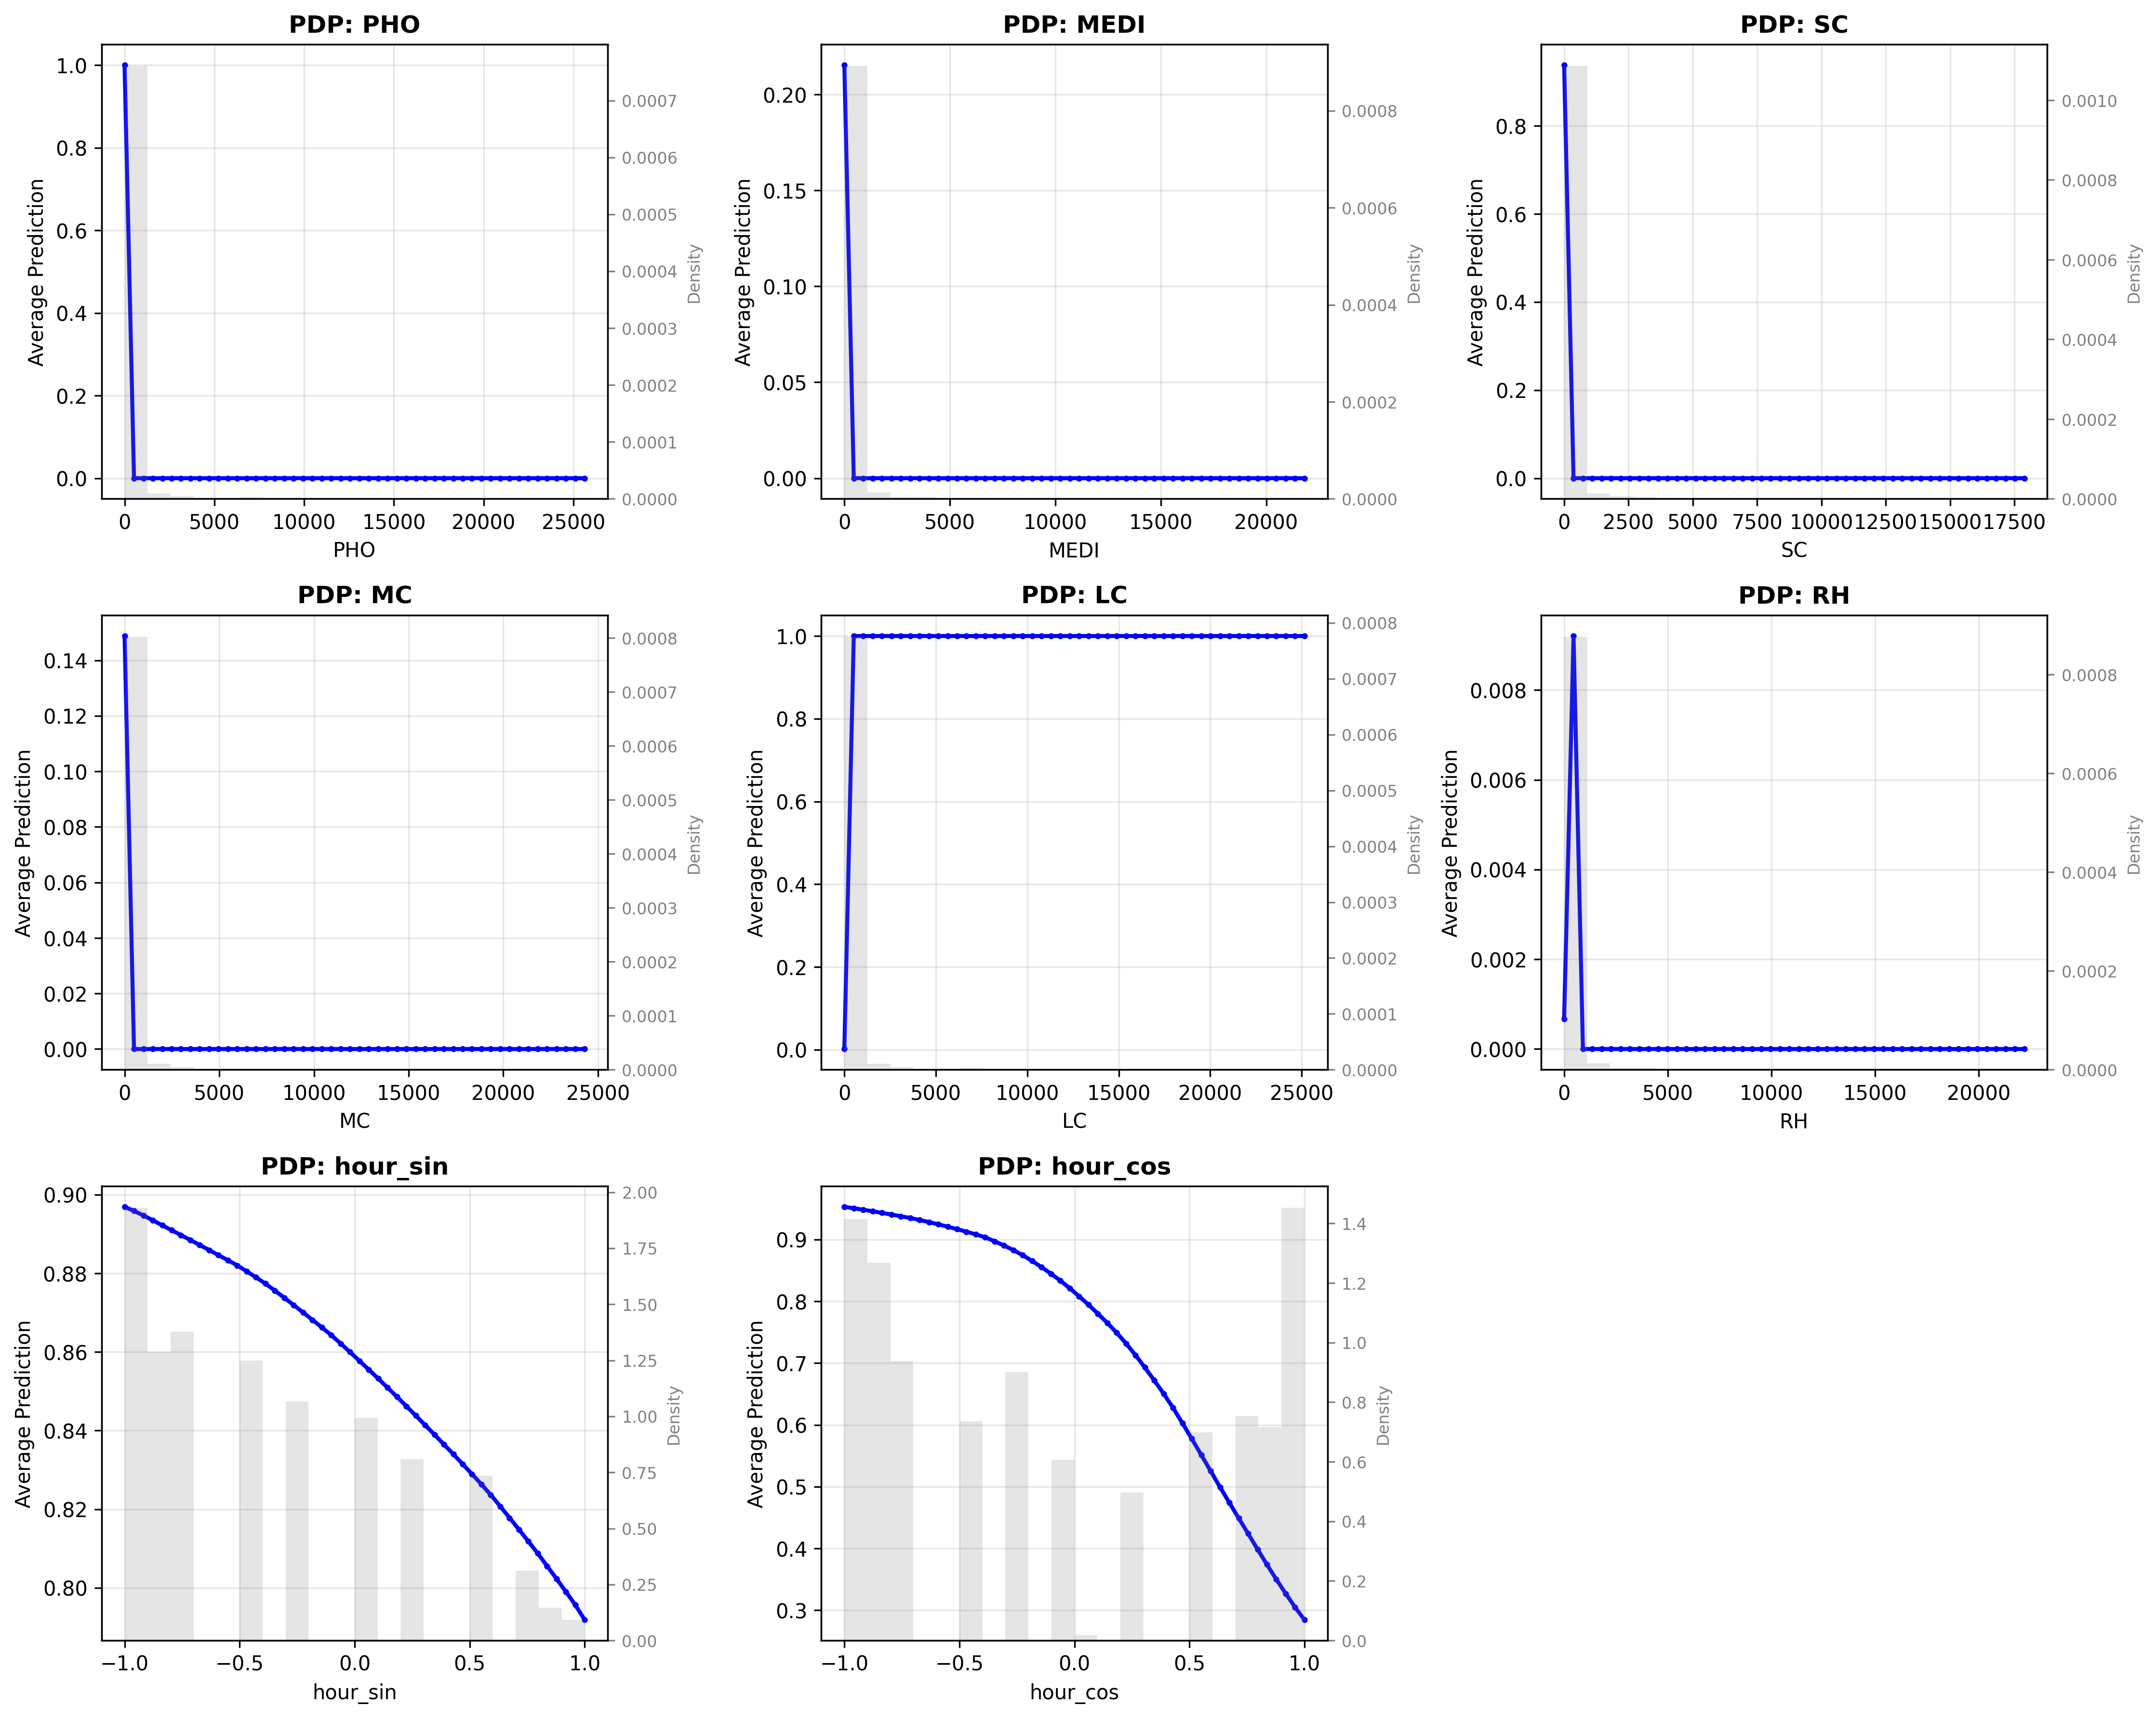 PDP: PHO
1.0
0.8
0.6
0.4
0.2
0.0
Average Prediction
0.0007
0.0006
0.0005
0.0004
0.0003
0.0002
0.0001
0.0000
Density
0 5000 10000 15000 20000 25000
PHO
PDP: MEDI
0.20
0.15
0.10
0.05
0.00
Average Prediction
0.0008
0.0006
0.0004
0.0002
0.0000
Density
0 5000 10000 15000 20000
MEDI
PDP: SC
0.8
0.6
0.4
0.2
0.0
Average Prediction
0.0010
0.0008
0.0006
0.0004
0.0002
0.0000
Density
0 2500 5000 7500 10000 12500 15000 17500
SC
PDP: MC
0.14
0.12
0.10
0.08
0.06
0.04
0.02
0.00
Average Prediction
0.0008
0.0007
0.0006
0.0005
0.0004
0.0003
0.0002
0.0001
0.0000
Density
0 5000 10000 15000 20000 25000
MC
PDP: LC
1.0
0.8
0.6
0.4
0.2
0.0
Average Prediction
0.0008
0.0007
0.0006
0.0005
0.0004
0.0003
0.0002
0.0001
0.0000
Density
0 5000 10000 15000 20000 25000
LC
PDP: RH
0.008
0.006
0.004
0.002
0.000
Average Prediction
0.0008
0.0006
0.0004
0.0002
0.0000
Density
0 5000 10000 15000 20000
RH
PDP: hour_sin
0.90
0.88
0.86
0.84
0.82
0.80
Average Prediction
2.00
1.75
1.50
1.25
1.00
0.75
0.50
0.25
0.00
Density
−1.0 −0.5 0.0 0.5 1.0
hour_sin
PDP: hour_cos
0.9
0.8
0.7
0.6
0.5
0.4
0.3
Average Prediction
1.4
1.2
1.0
0.8
0.6
0.4
0.2
0.0
Density
−1.0 −0.5 0.0 0.5 1.0
hour_cos